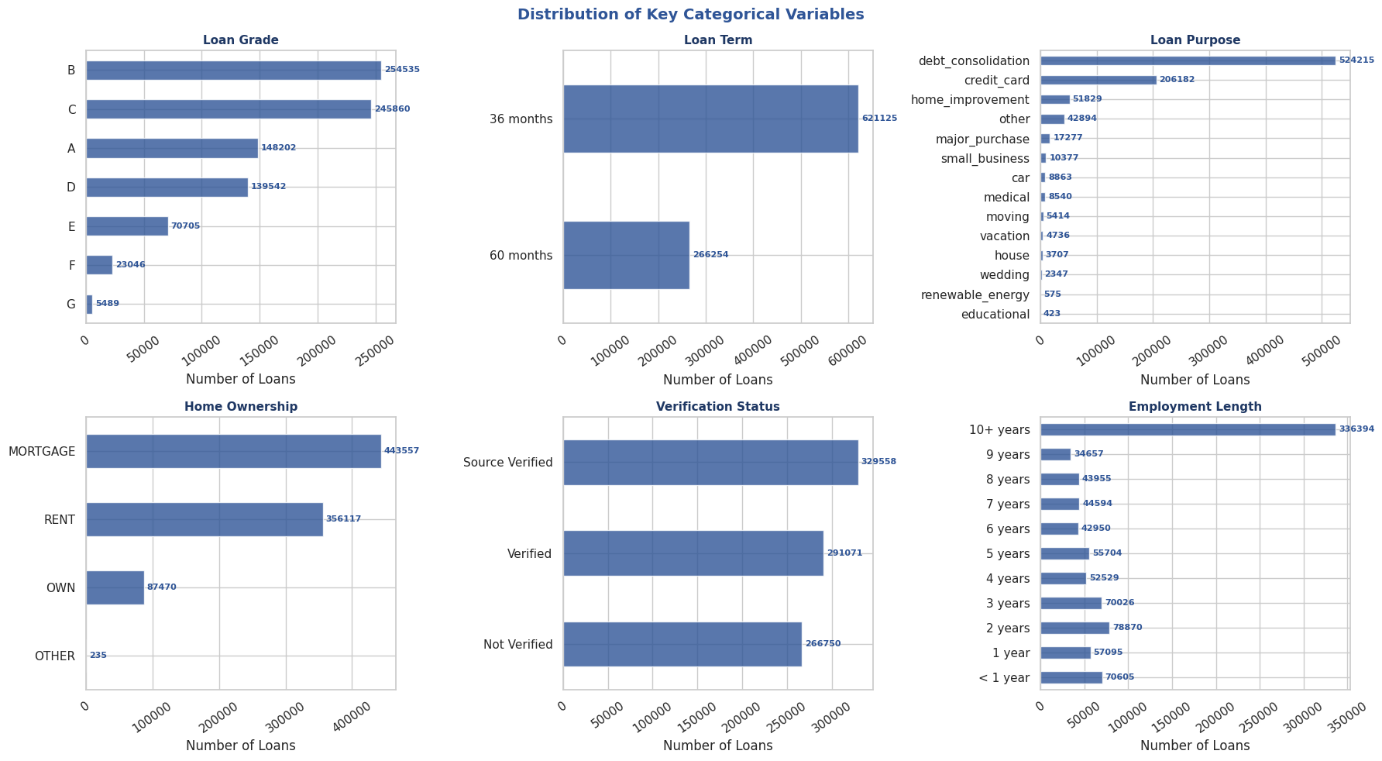 Distribution of Key Categorical Variables
Loan Grade
B 254535
C 245860
A 148202
D 139542
E 70705
F 23046
G 5489
0 50000 100000 150000 200000 250000
Number of Loans
Loan Term
36 months 621125
60 months 266254
0 100000 200000 300000 400000 500000 600000
Number of Loans
Loan Purpose
debt_consolidation 524215
credit_card 206182
home_improvement 51829
other 42894
major_purchase 17277
small_business 10377
car 8863
medical 8540
moving 5414
vacation 4736
house 3707
wedding 2347
renewable_energy 575
educational 423
0 100000 200000 300000 400000 500000
Number of Loans
Home Ownership
MORTGAGE 443557
RENT 356117
OWN 87470
OTHER 235
0 100000 200000 300000 400000
Number of Loans
Verification Status
Source Verified 329558
Verified 291071
Not Verified 266750
0 50000 100000 150000 200000 250000 300000
Number of Loans
Employment Length
10+ years 336394
9 years 34657
8 years 43955
7 years 44594
6 years 42950
5 years 55704
4 years 52529
3 years 70026
2 years 78870
1 year 57095
< 1 year 70605
0 50000 100000 150000 200000 250000 300000 350000
Number of Loans